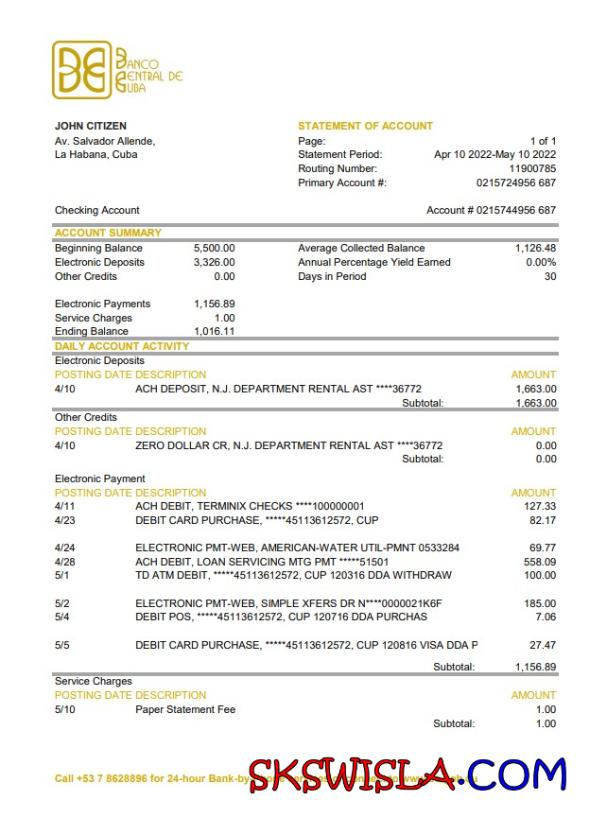 BANCO
CENTRAL DE
CUBA
JOHN CITIZEN
Av. Salvador Allende,
La Habana, Cuba
STATEMENT OF ACCOUNT
Page: 1 of 1
Statement Period: Apr 10 2022-May 10 2022
Routing Number: 11900785
Primary Account #: 0215724956 687
Checking Account Account # 0215744956 687
ACCOUNT SUMMARY
Beginning Balance 5,500.00 Average Collected Balance 1,126.48
Electronic Deposits 3,326.00 Annual Percentage Yield Earned 0.00%
Other Credits 0.00 Days in Period 30
Electronic Payments 1,156.89
Service Charges 1.00
Ending Balance 1,016.11
DAILY ACCOUNT ACTIVITY
Electronic Deposits
POSTING DATE DESCRIPTION AMOUNT
4/10 ACH DEPOSIT, N.J. DEPARTMENT RENTAL AST ****36772 1,663.00
Subtotal: 1,663.00
Other Credits
POSTING DATE DESCRIPTION AMOUNT
4/10 ZERO DOLLAR CR, N.J. DEPARTMENT RENTAL AST ****36772 0.00
Subtotal: 0.00
Electronic Payment
POSTING DATE DESCRIPTION AMOUNT
4/11 ACH DEBIT, TERMINIX CHECKS ****100000001 127.33
4/23 DEBIT CARD PURCHASE, *****45113612572, CUP 82.17
4/24 ELECTRONIC PMT-WEB, AMERICAN-WATER UTIL-PMNT 0533284 69.77
4/28 ACH DEBIT, LOAN SERVICING MTG PMT *****51501 558.09
5/1 TD ATM DEBIT, *****45113612572, CUP 120316 DDA WITHDRAW 100.00
5/2 ELECTRONIC PMT-WEB, SIMPLE XFERS DR N****0000021K6F 185.00
5/4 DEBIT POS, *****45113612572, CUP 120716 DDA PURCHAS 7.06
5/5 DEBIT CARD PURCHASE, *****45113612572, CUP 120816 VISA DDA P 27.47
Subtotal: 1,156.89
Service Charges
POSTING DATE DESCRIPTION AMOUNT
5/10 Paper Statement Fee 1.00
Subtotal: 1.00
Call +53 7 8628896 for 24-hour Bank-by
SKSWISLA.COM